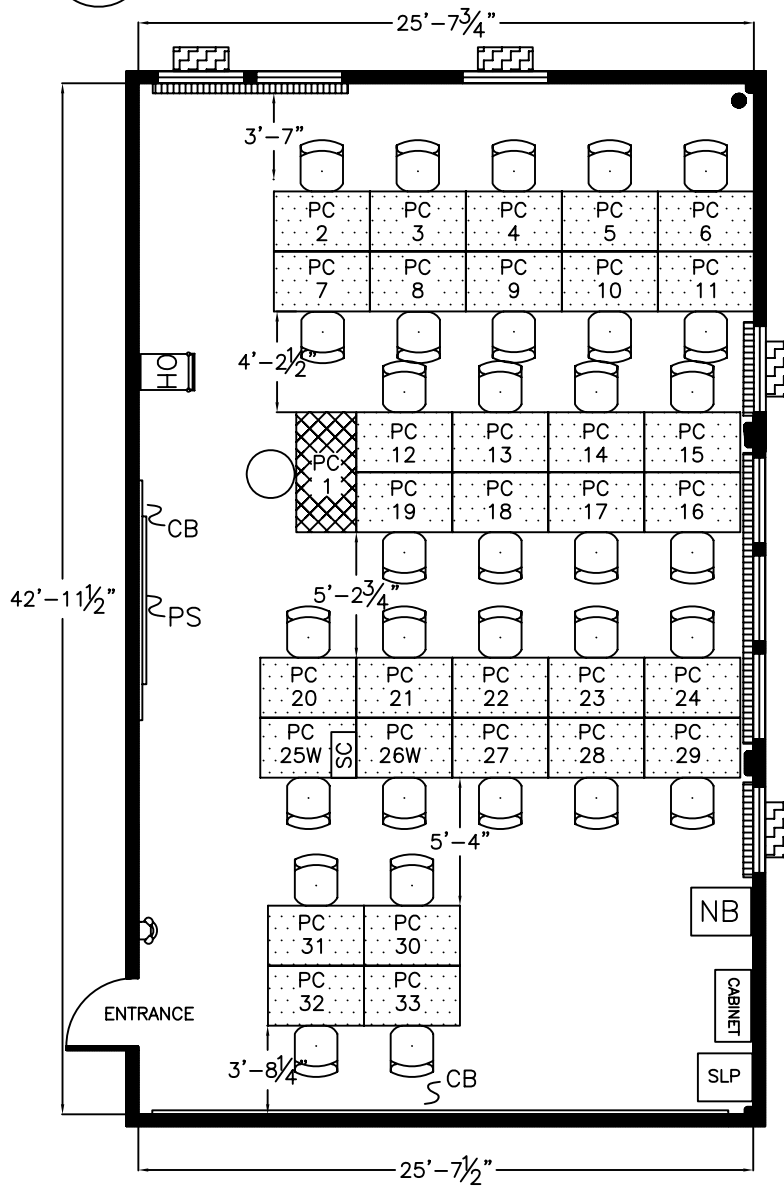 25'-7¾"
3'-7"
PC
2
PC
3
PC
4
PC
5
PC
6
PC
7
PC
8
PC
9
PC
10
PC
11
4'-2½"
HO
PC
1
PC
12
PC
13
PC
14
PC
15
PC
19
PC
18
PC
17
PC
16
CB
PS
42'-11½"
5'-2¾"
PC
20
PC
21
PC
22
PC
23
PC
24
PC
25W
SC
PC
26W
PC
27
PC
28
PC
29
5'-4"
NB
PC
31
PC
30
PC
32
PC
33
CABINET
ENTRANCE
3'-8¼"
CB
SLP
25'-7½"